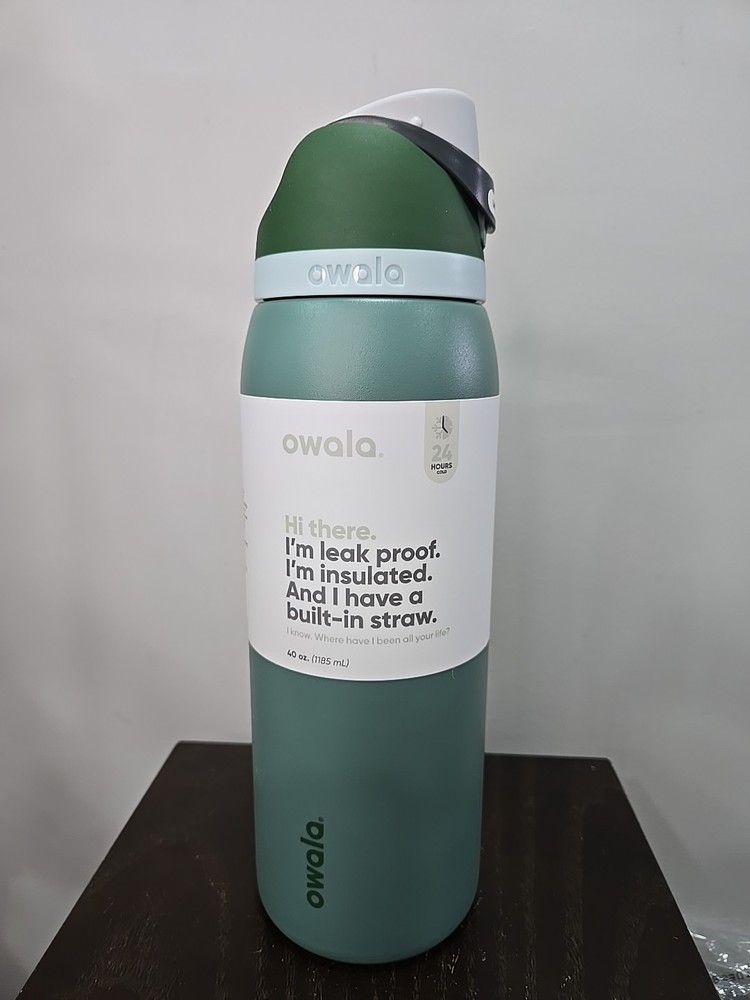 owala
owala.
24
HOURS
COLD
Hi there.
I'm leak proof.
I'm insulated.
And I have a
built-in straw.
I know. Where have I been all your life?
40 oz. (1185 mL)
owala.